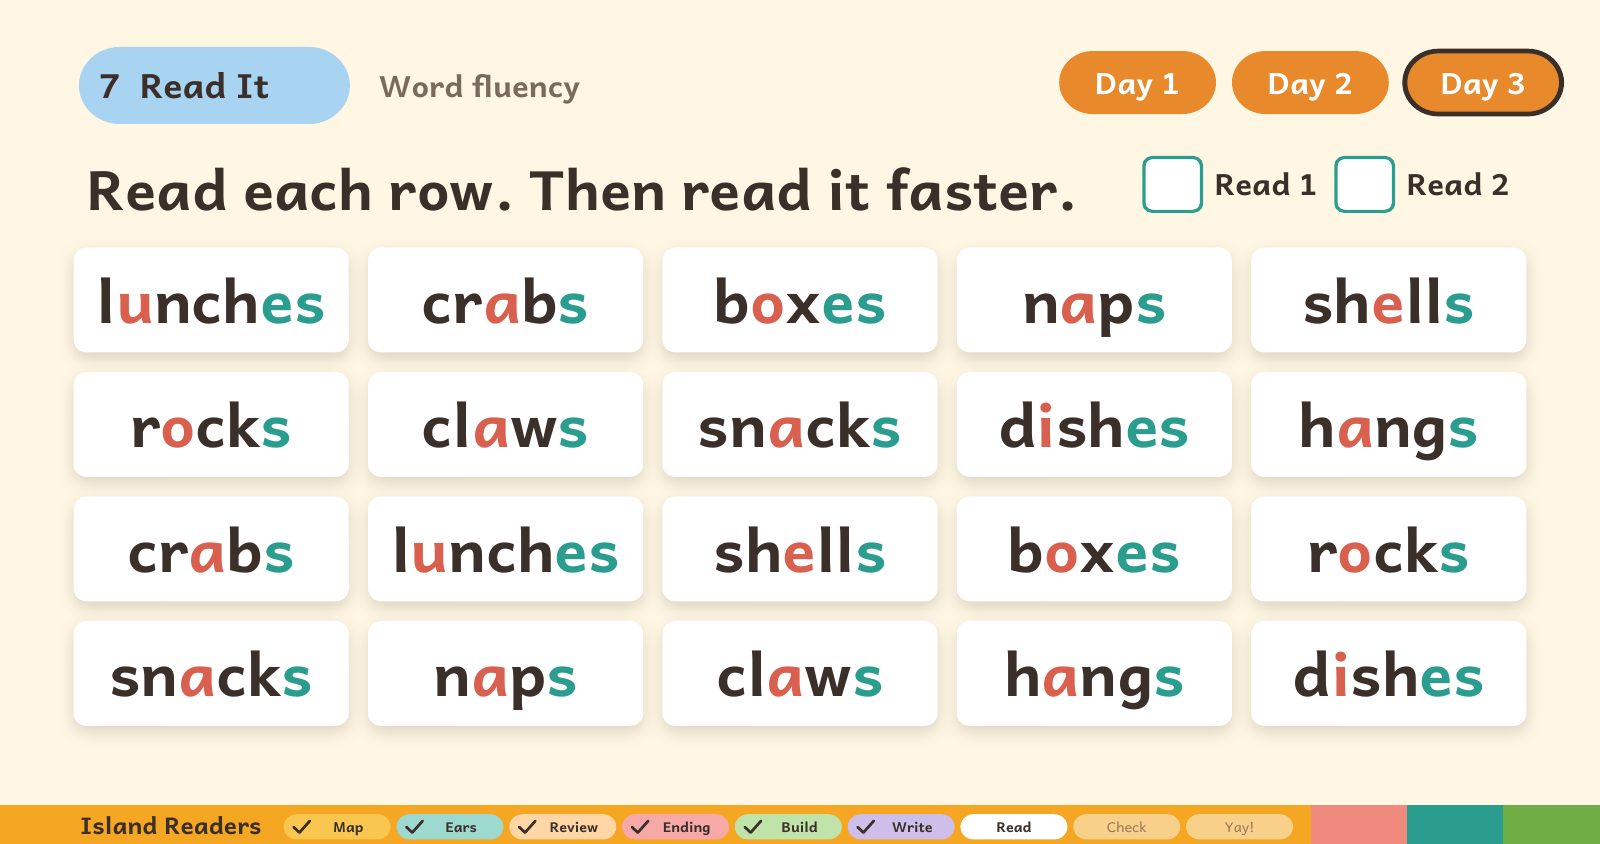 7 Read It Word fluency Day 1 Day 2 Day 3
Read each row. Then read it faster. Read 1 Read 2
lunches crabs boxes naps shells
rocks claws snacks dishes hangs
crabs lunches shells boxes rocks
snacks naps claws hangs dishes
Island Readers Map Ears Review Ending Build Write Read Check Yay!